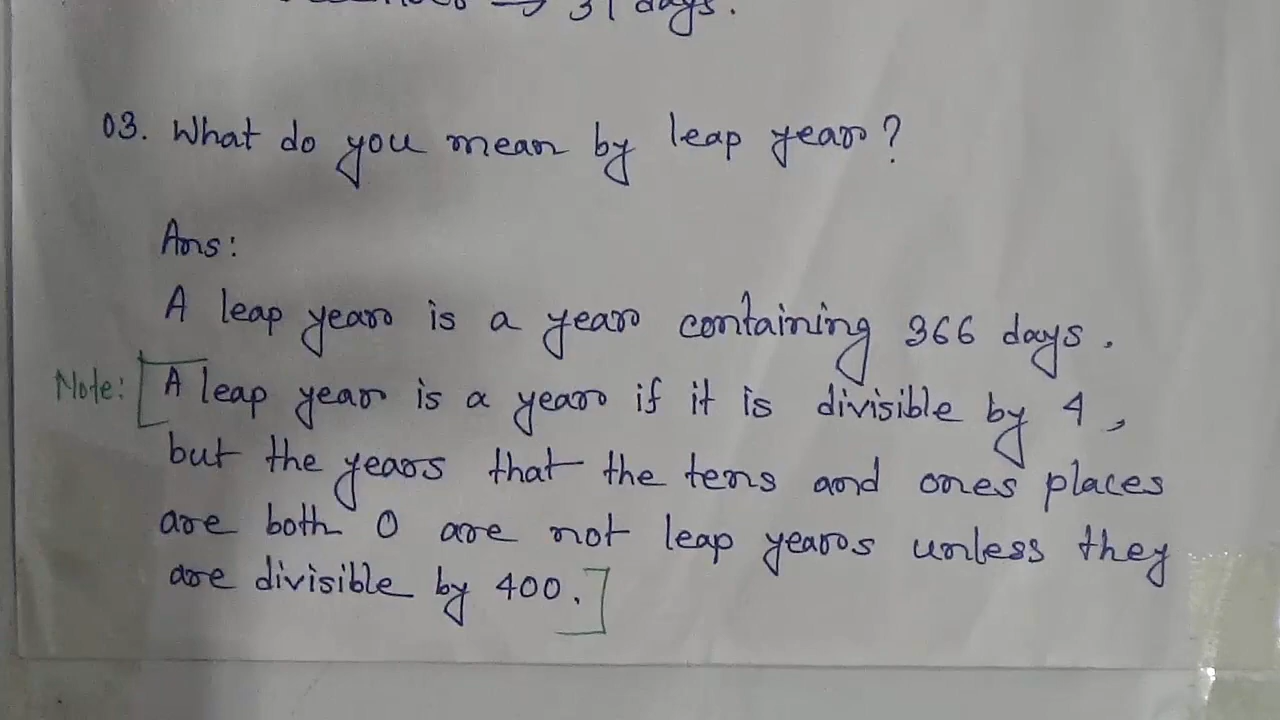 → 31 days.
03. What do you mean by leap year?
Ans:
A leap year is a year containing 366 days.
Note: [A leap year is a year if it is divisible by 4,
but the years that the tens and ones places
are both 0 are not leap years unless they
are divisible by 400.]